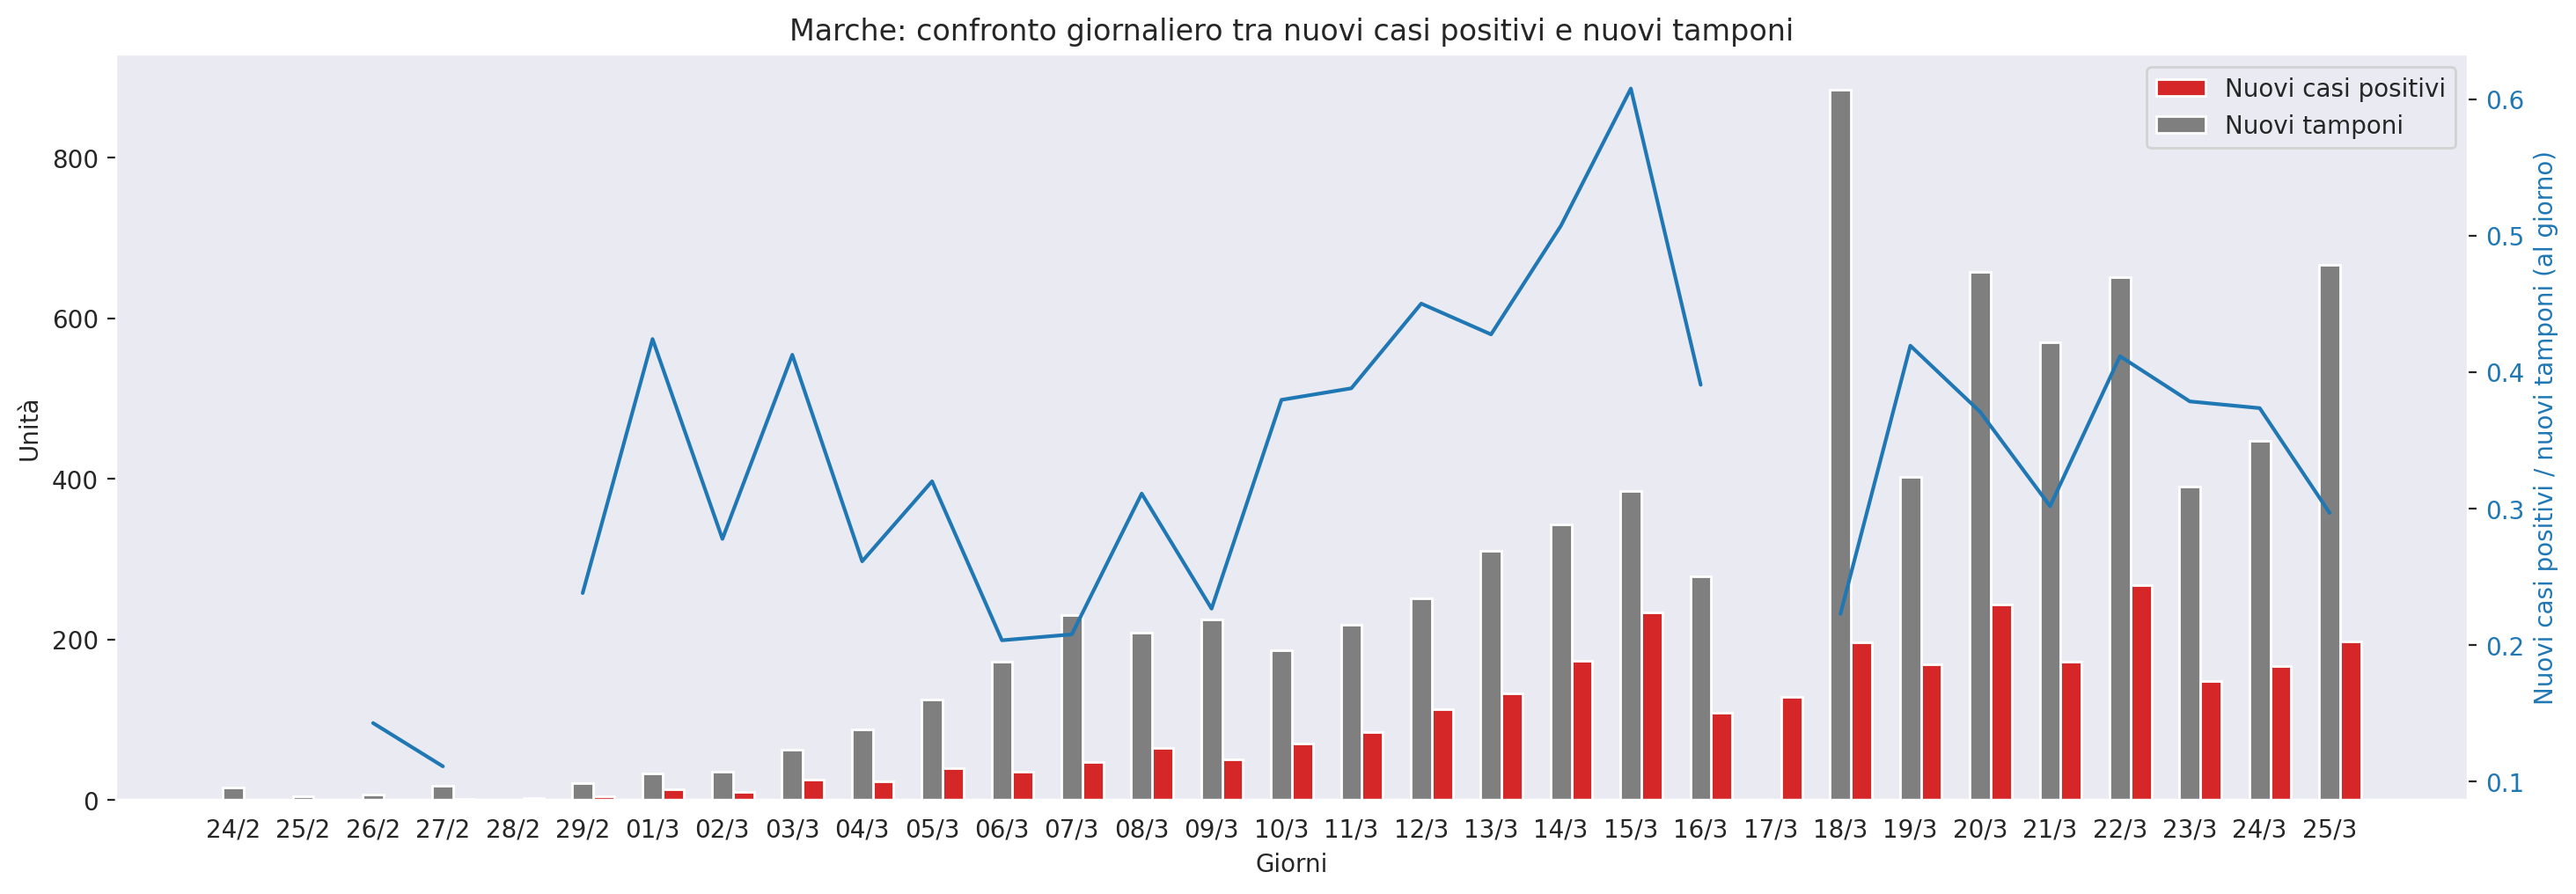 Marche: confronto giornaliero tra nuovi casi positivi e nuovi tamponi
Nuovi casi positivi
Nuovi tamponi
Unità
800
600
400
200
0
0.6
0.5
0.4
0.3
0.2
0.1
Nuovi casi positivi / nuovi tamponi (al giorno)
24/2 25/2 26/2 27/2 28/2 29/2 01/3 02/3 03/3 04/3 05/3 06/3 07/3 08/3 09/3 10/3 11/3 12/3 13/3 14/3 15/3 16/3 17/3 18/3 19/3 20/3 21/3 22/3 23/3 24/3 25/3
Giorni